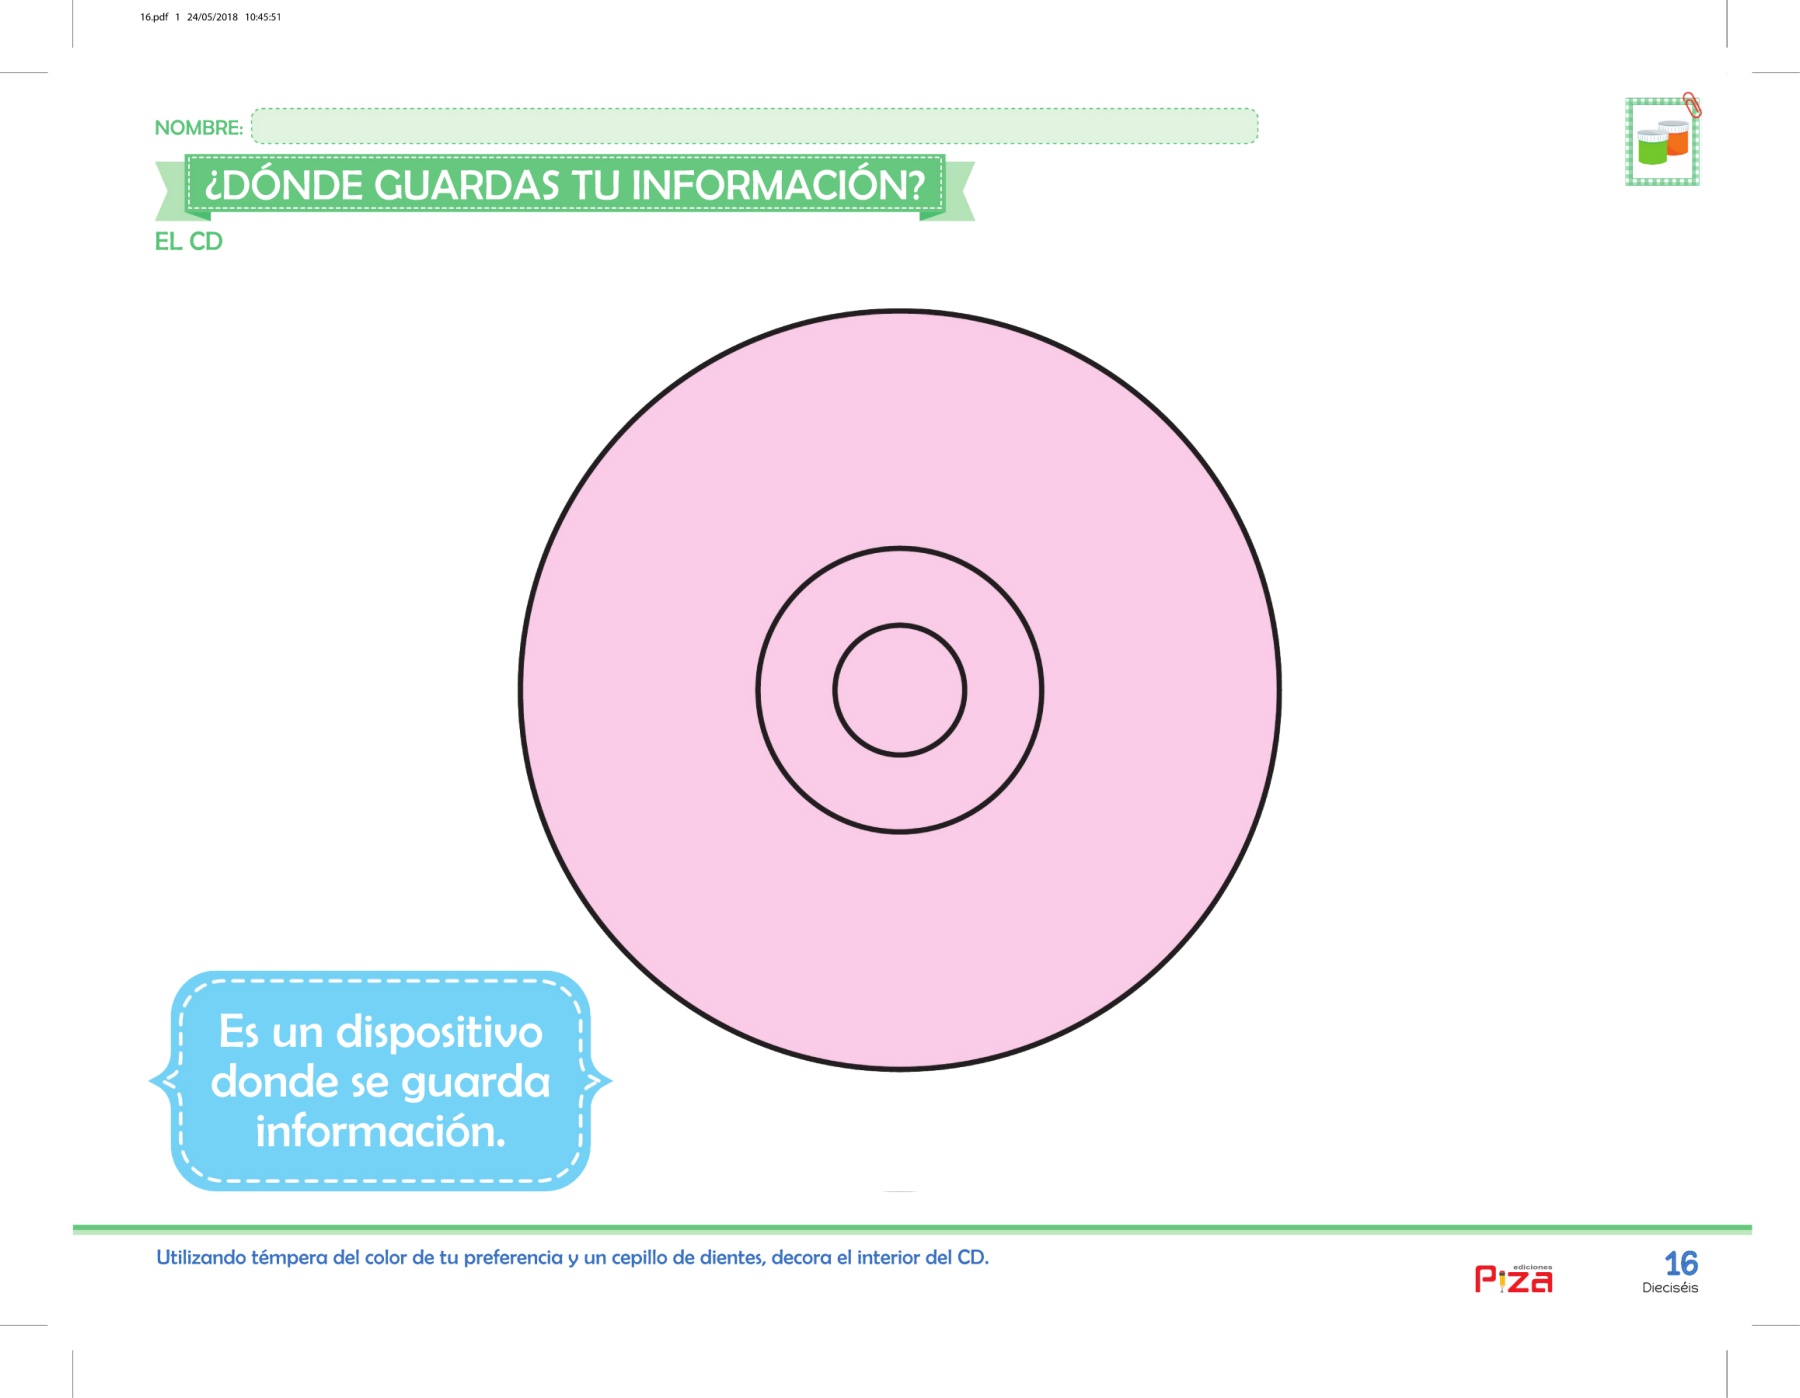 16.pdf 1 24/05/2018 10:45:51
NOMBRE:
¿DÓNDE GUARDAS TU INFORMACIÓN?
EL CD
Es un dispositivo
donde se guarda
información.
Utilizando témpera del color de tu preferencia y un cepillo de dientes, decora el interior del CD.
ediciones
Piza
16
Dieciséis